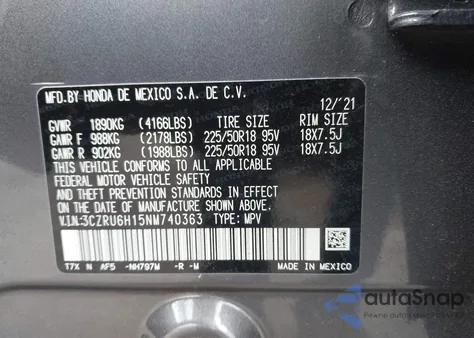 MFD.BY HONDA DE MEXICO S.A. DE C.V.
12/'21
GVWR 1890KG (4166LBS) TIRE SIZE RIM SIZE
GAWR F 988KG (2178LBS) 225/50R18 95V 18X7.5J
GAWR R 902KG (1988LBS) 225/50R18 95V 18X7.5J
THIS VEHICLE CONFORMS TO ALL APPLICABLE
FEDERAL MOTOR VEHICLE SAFETY, BUMPER,
AND THEFT PREVENTION STANDARDS IN EFFECT
ON THE DATE OF MANUFACTURE SHOWN ABOVE.
V.I.N.:3CZRU6H15NM740363 TYPE: MPV
T7X N AF5 -NH797M -R -M
MADE IN MEXICO
autoSnap